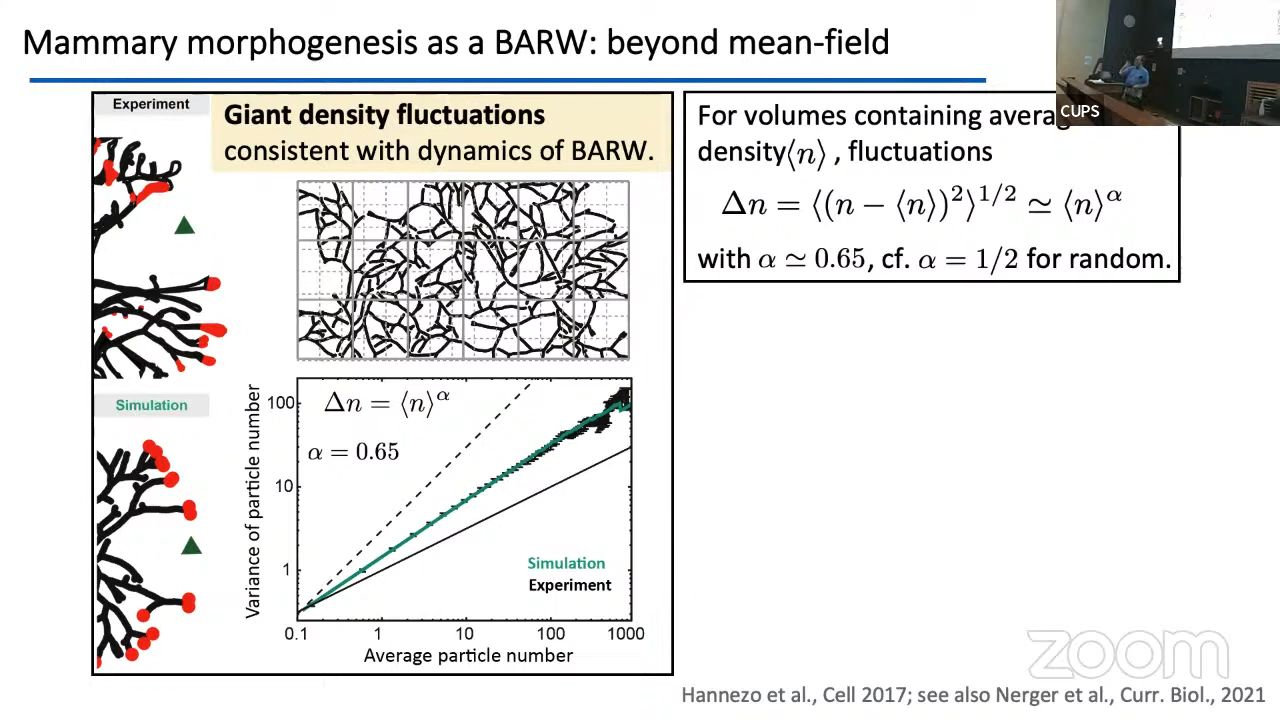 Mammary morphogenesis as a BARW: beyond mean-field
CUPS
Experiment
Giant density fluctuations
consistent with dynamics of BARW.
For volumes containing
density⟨n⟩ , fluctuations
Δn = ⟨(n − ⟨n⟩)²⟩^{1/2} ≃ ⟨n⟩^α
with α ≃ 0.65, cf. α = 1/2 for random.
Simulation
Variance of particle number
100
10
1
Δn = ⟨n⟩^α
α = 0.65
Simulation
Experiment
0.1 1 10 100 1000
Average particle number
zoom
Hannezo et al., Cell 2017; see also Nerger et al., Curr. Biol., 2021